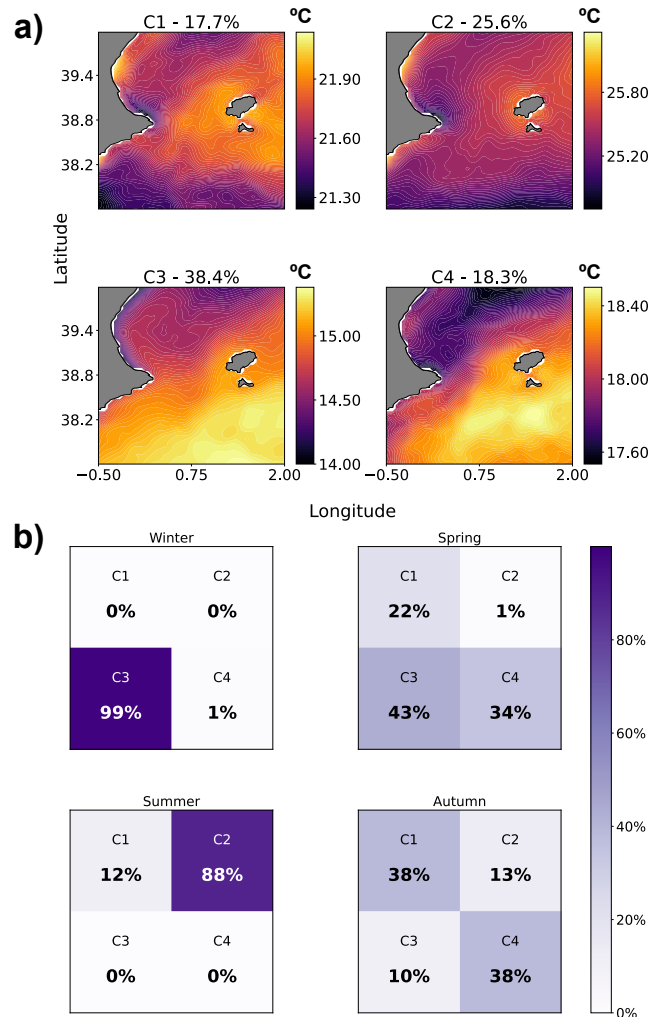 a)
C1 - 17.7%
ºC
C2 - 25.6%
ºC
39.4
38.8
38.2
21.90
21.60
21.30
25.80
25.20
Latitude
C3 - 38.4%
ºC
C4 - 18.3%
ºC
39.4
38.8
38.2
15.00
14.50
14.00
18.40
18.00
17.60
−0.50
0.75
2.00
−0.50
0.75
2.00
Longitude
b)
Winter
C1
0%
C2
0%
C3
99%
C4
1%
Spring
C1
22%
C2
1%
C3
43%
C4
34%
Summer
C1
12%
C2
88%
C3
0%
C4
0%
Autumn
C1
38%
C2
13%
C3
10%
C4
38%
80%
60%
40%
20%
0%